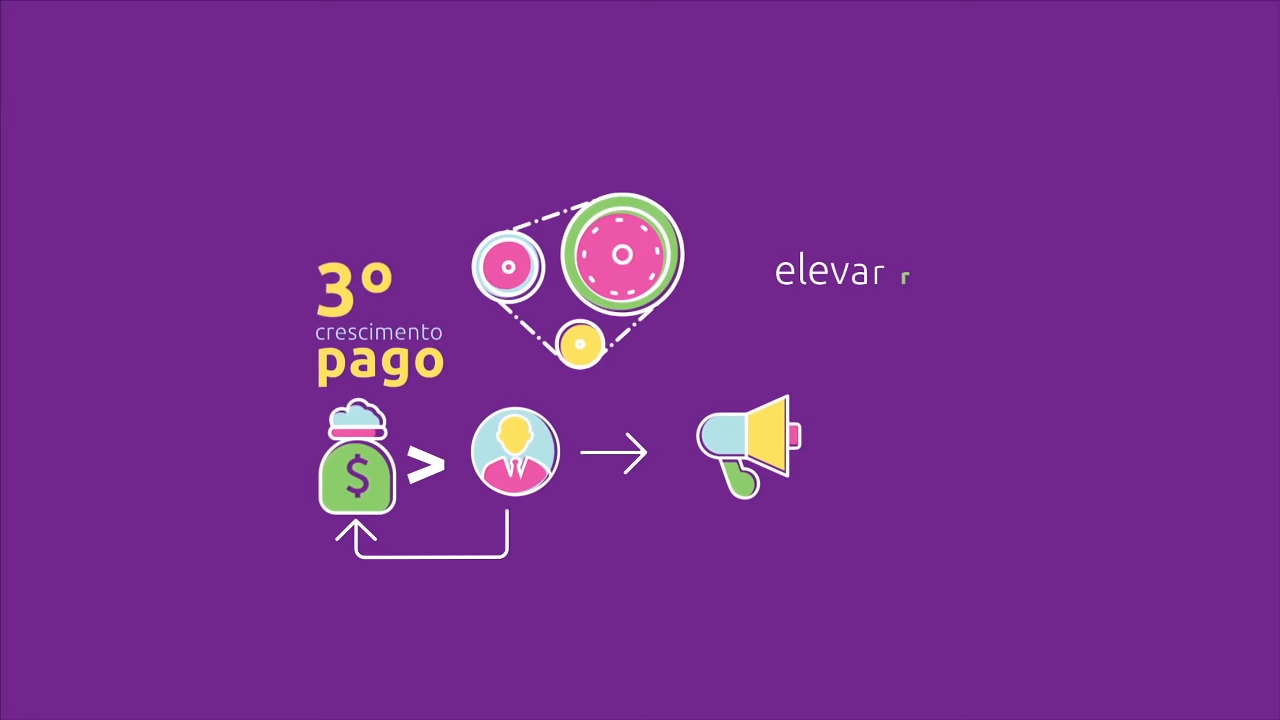 3º
crescimento
pago
elevar r
$
>